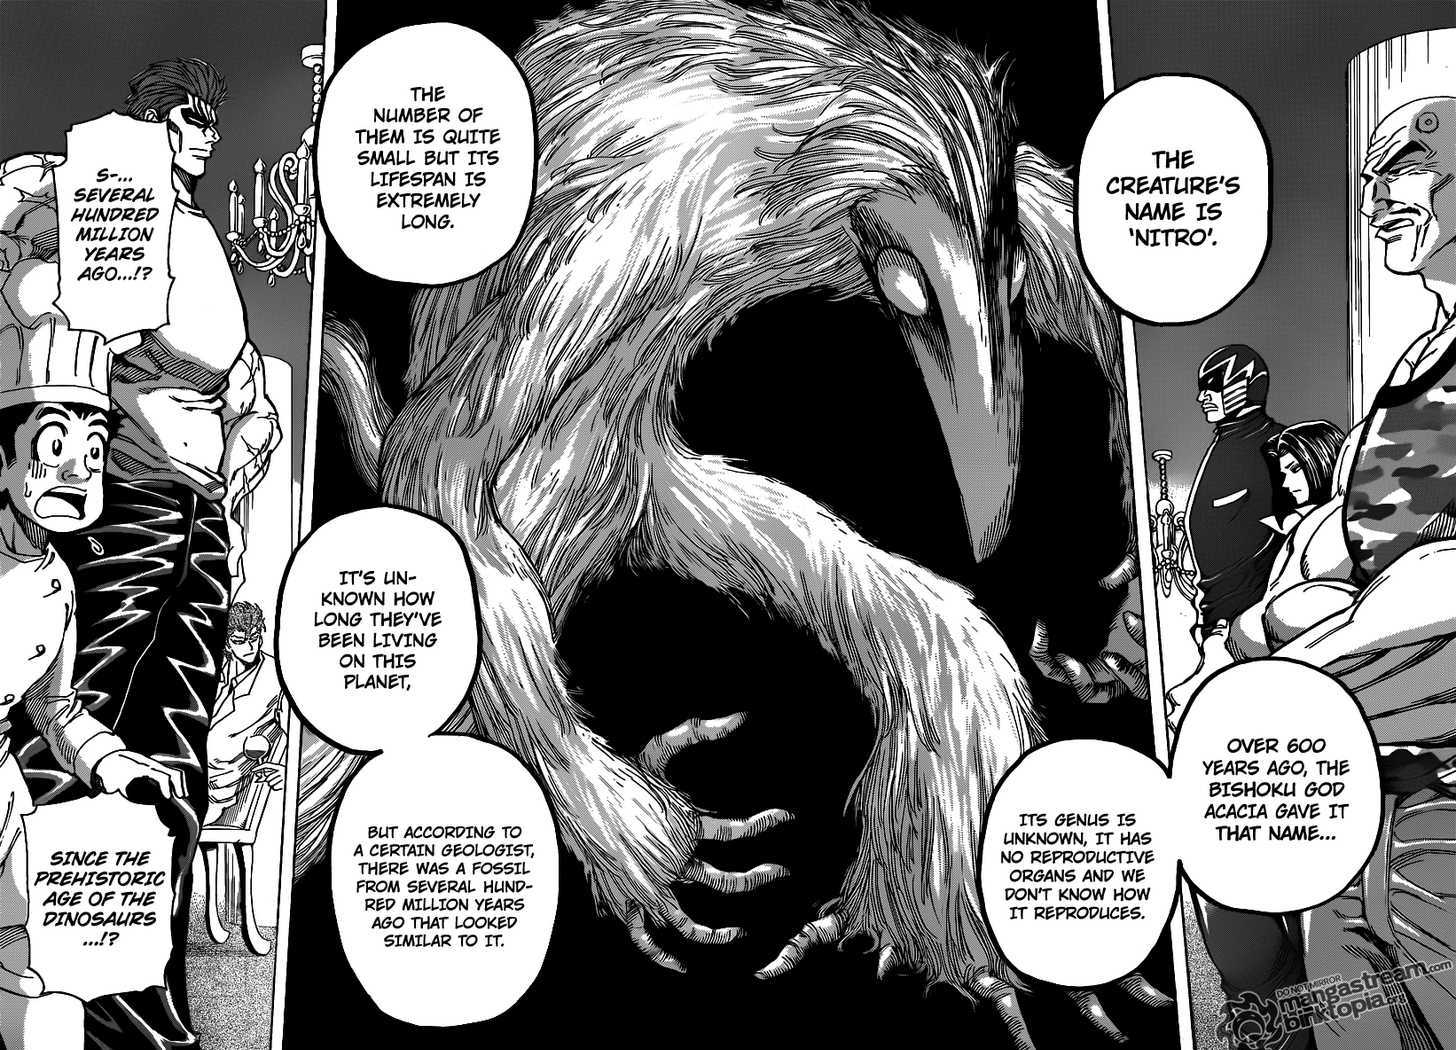 THE
CREATURE'S
NAME IS
'NITRO'.
OVER 600
YEARS AGO, THE
BISHOKU GOD
ACACIA GAVE IT
THAT NAME...
ITS GENUS IS
UNKNOWN, IT HAS
NO REPRODUCTIVE
ORGANS AND WE
DON'T KNOW HOW
IT REPRODUCES.
THE
NUMBER OF
THEM IS QUITE
SMALL BUT ITS
LIFESPAN IS
EXTREMELY
LONG.
IT'S UN-
KNOWN HOW
LONG THEY'VE
BEEN LIVING
ON THIS
PLANET,
BUT ACCORDING TO
A CERTAIN GEOLOGIST,
THERE WAS A FOSSIL
FROM SEVERAL HUND-
RED MILLION YEARS
AGO THAT LOOKED
SIMILAR TO IT.
S-...
SEVERAL
HUNDRED
MILLION
YEARS
AGO...!?
SINCE THE
PREHISTORIC
AGE OF THE
DINOSAURS
...!?
DO NOT MIRROR
mangastream.com
binktopia